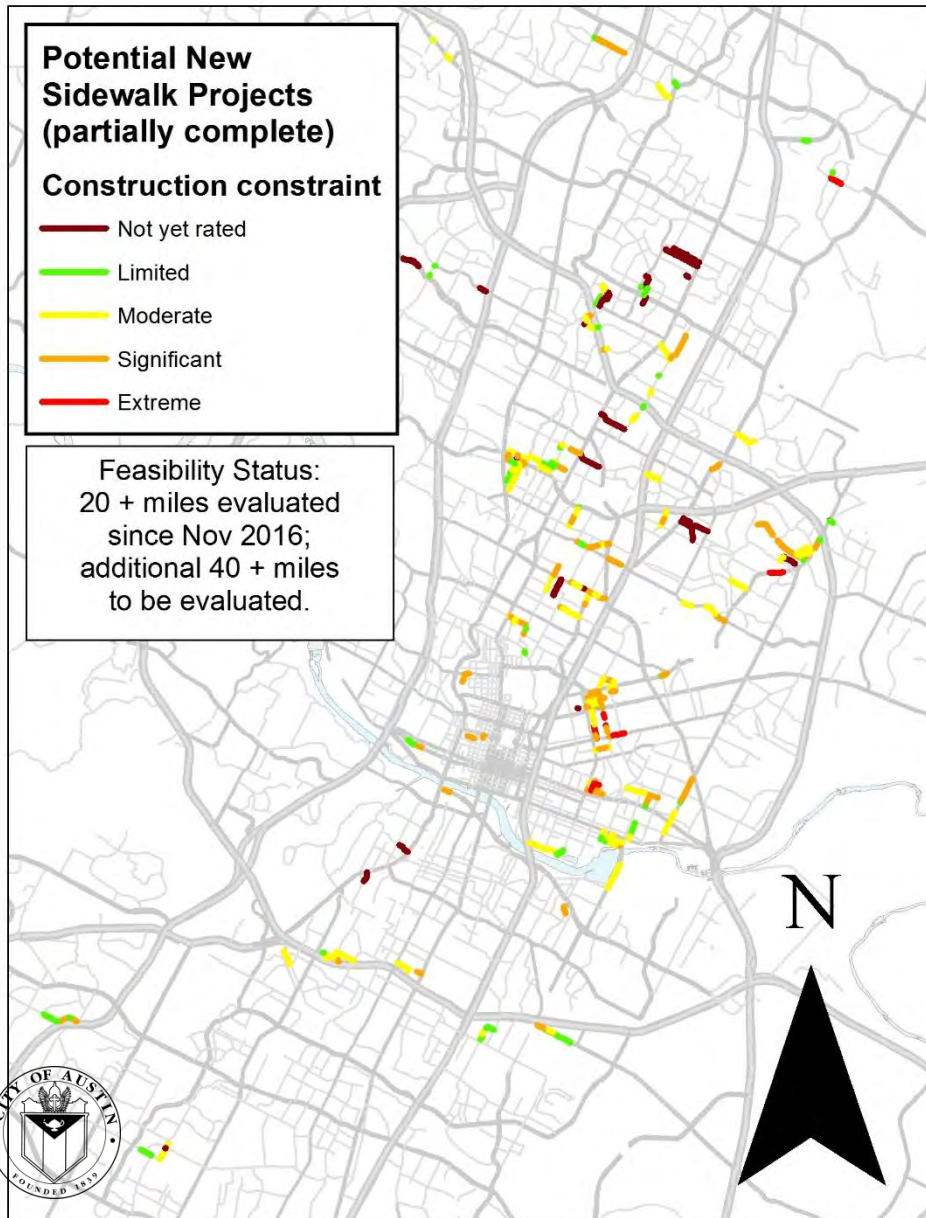 Potential New
Sidewalk Projects
(partially complete)
Construction constraint
Not yet rated
Limited
Moderate
Significant
Extreme
Feasibility Status:
20 + miles evaluated
since Nov 2016;
additional 40 + miles
to be evaluated.
N
CITY OF AUSTIN
FOUNDED 1839